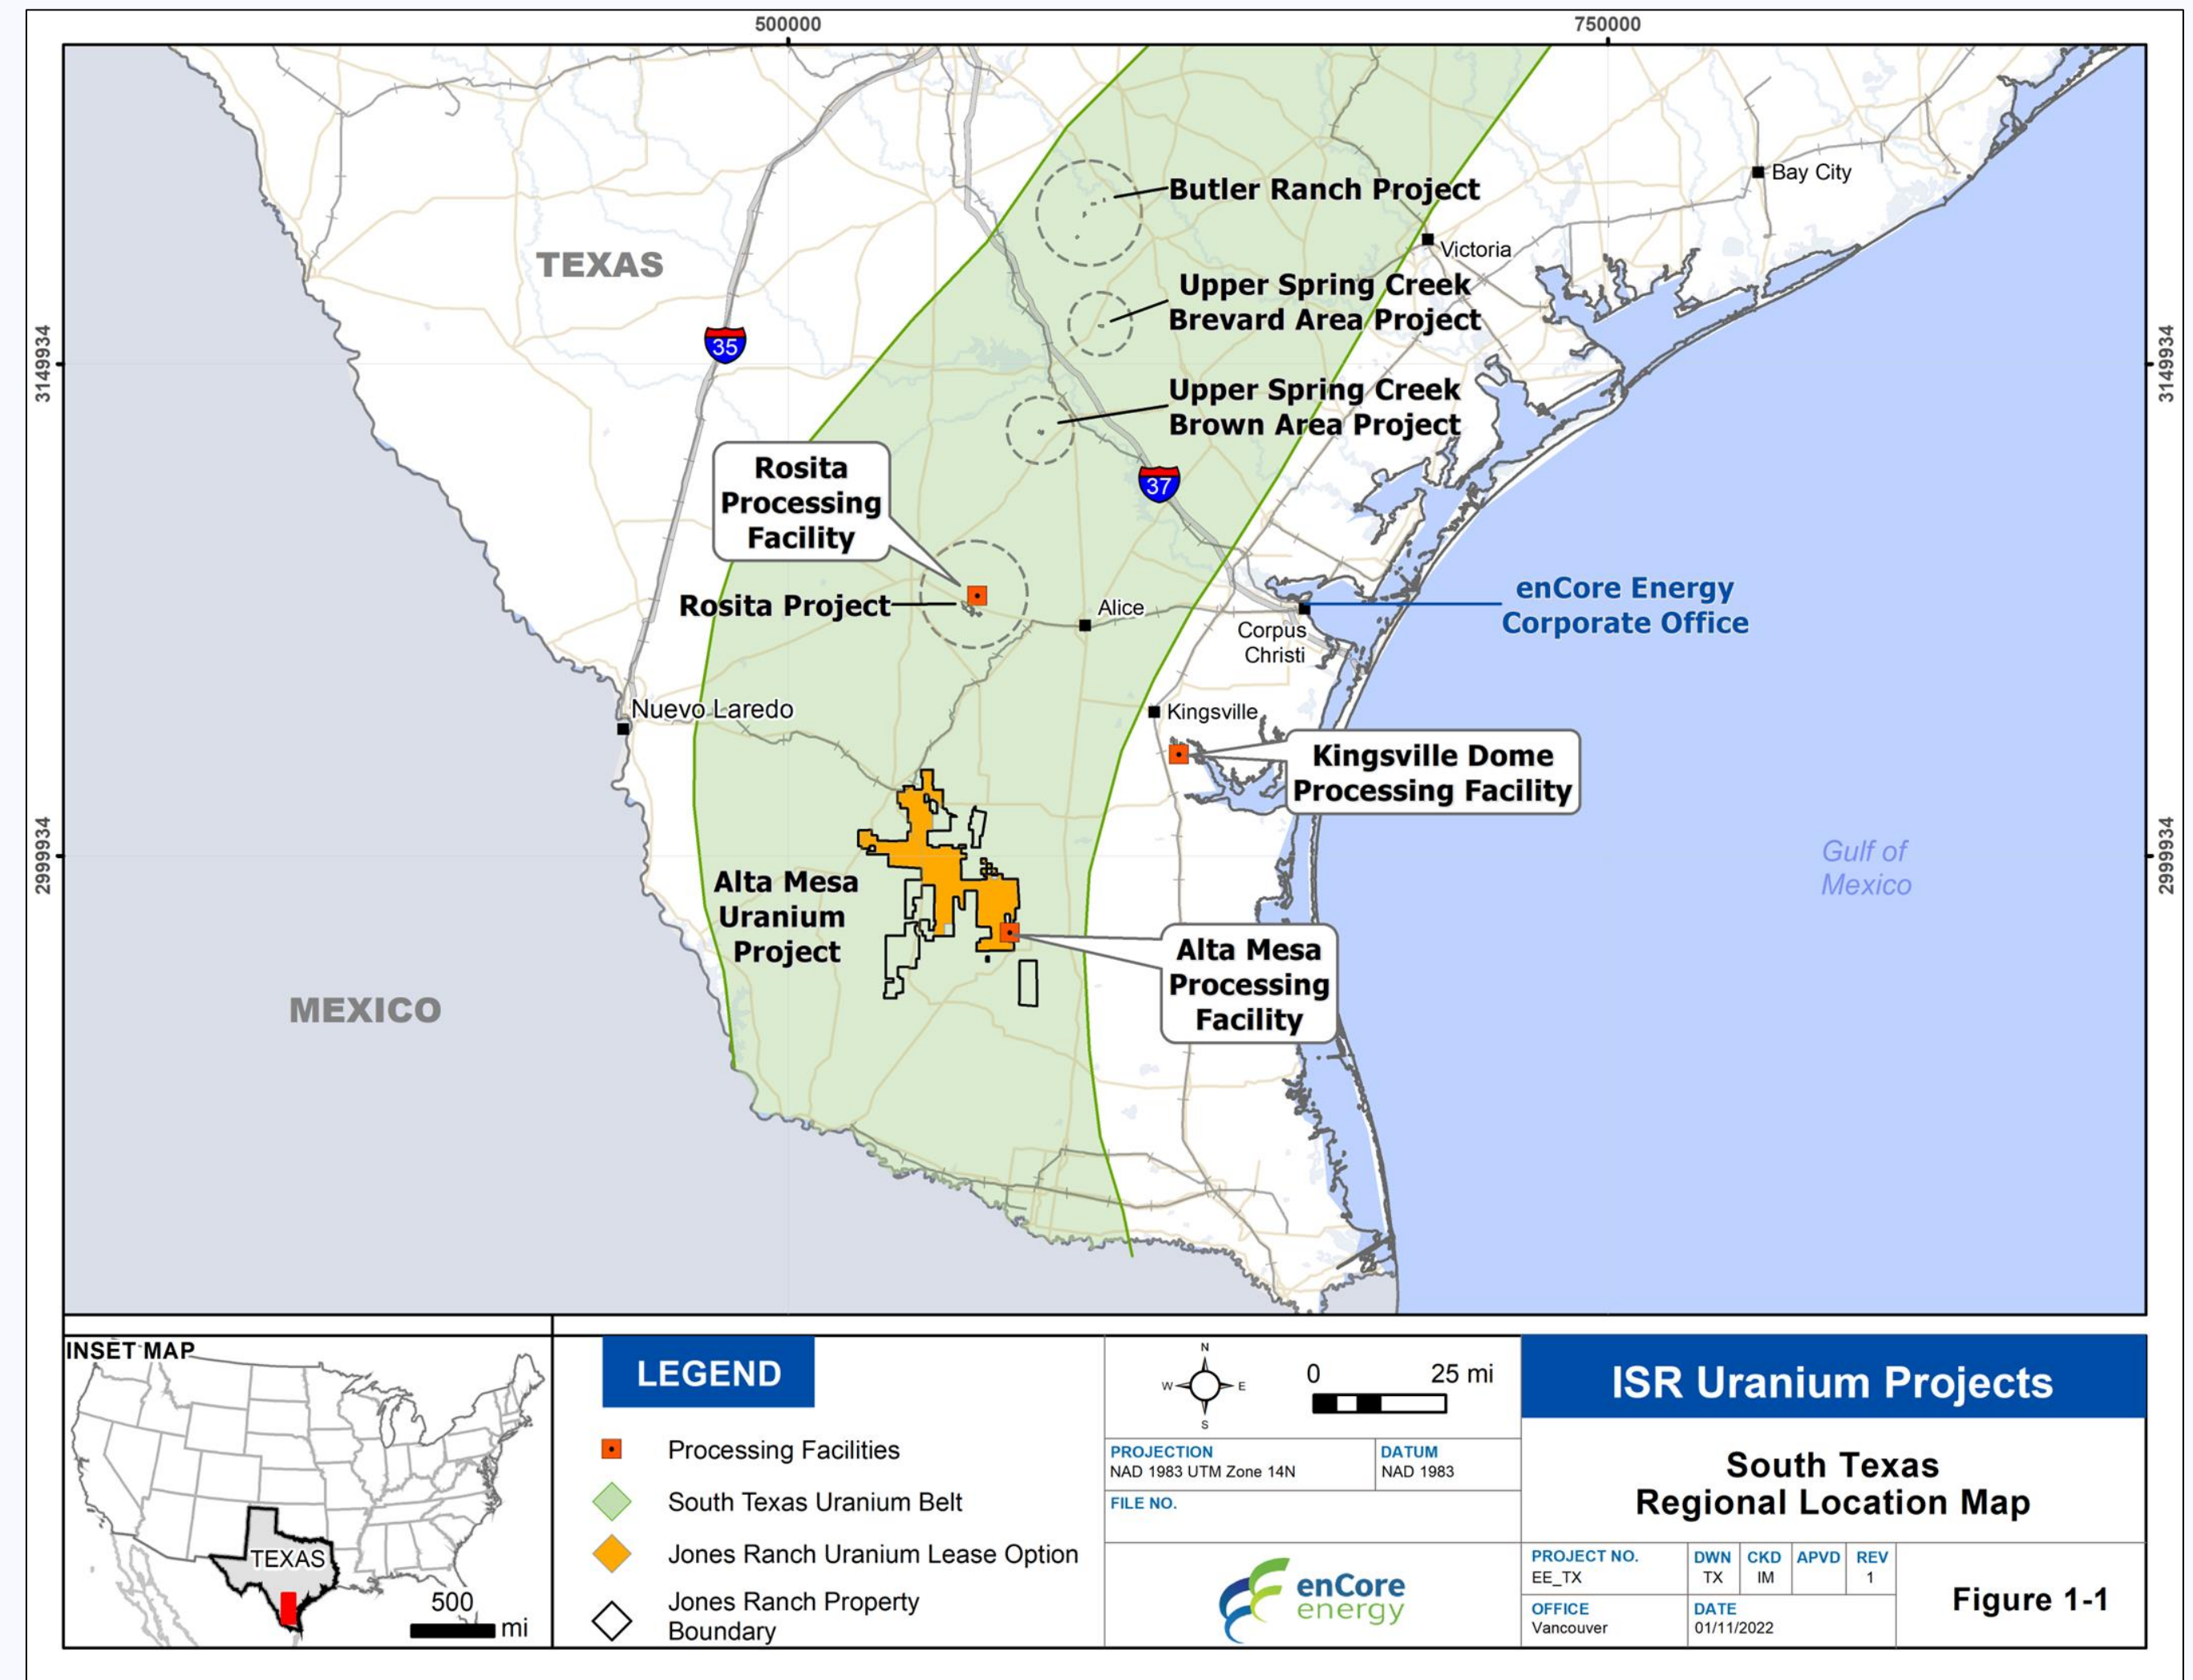 500000
750000
Butler Ranch Project
Bay City
Victoria
TEXAS
Upper Spring Creek
Brevard Area Project
35
3149934
3149934
Upper Spring Creek
Brown Area Project
Rosita
Processing
Facility
37
Rosita Project
Alice
enCore Energy
Corporate Office
Corpus
Christi
Nuevo Laredo
Kingsville
Kingsville Dome
Processing Facility
2999934
2999934
Gulf of
Mexico
Alta Mesa
Uranium
Project
Alta Mesa
Processing
Facility
MEXICO
INSET MAP
TEXAS
500
mi
LEGEND
Processing Facilities
South Texas Uranium Belt
Jones Ranch Uranium Lease Option
Jones Ranch Property
Boundary
N
W
E
S
0
25 mi
PROJECTION
NAD 1983 UTM Zone 14N
DATUM
NAD 1983
FILE NO.
enCore
energy
ISR Uranium Projects
South Texas
Regional Location Map
PROJECT NO.
EE_TX
DWN
TX
CKD
IM
APVD
REV
1
OFFICE
Vancouver
DATE
01/11/2022
Figure 1-1